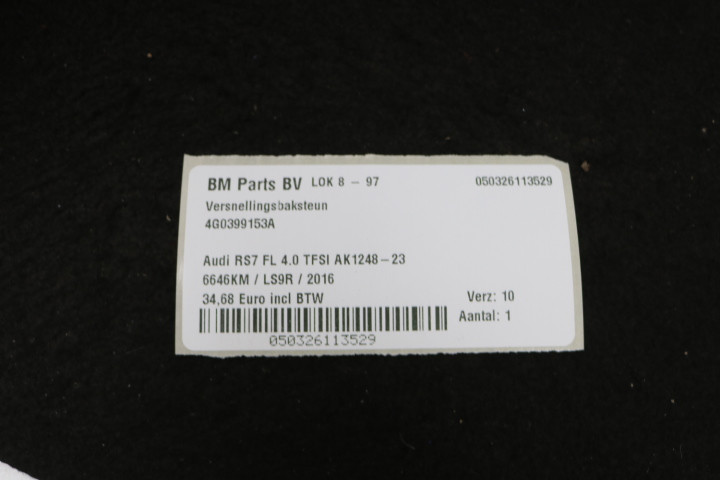 BM Parts BV LOK 8 - 97 050326113529
Versnellingsbaksteun
4G0399153A
Audi RS7 FL 4.0 TFSI AK1248-23
6646KM / LS9R / 2016
34,68 Euro incl BTW Verz: 10
Aantal: 1
050326113529